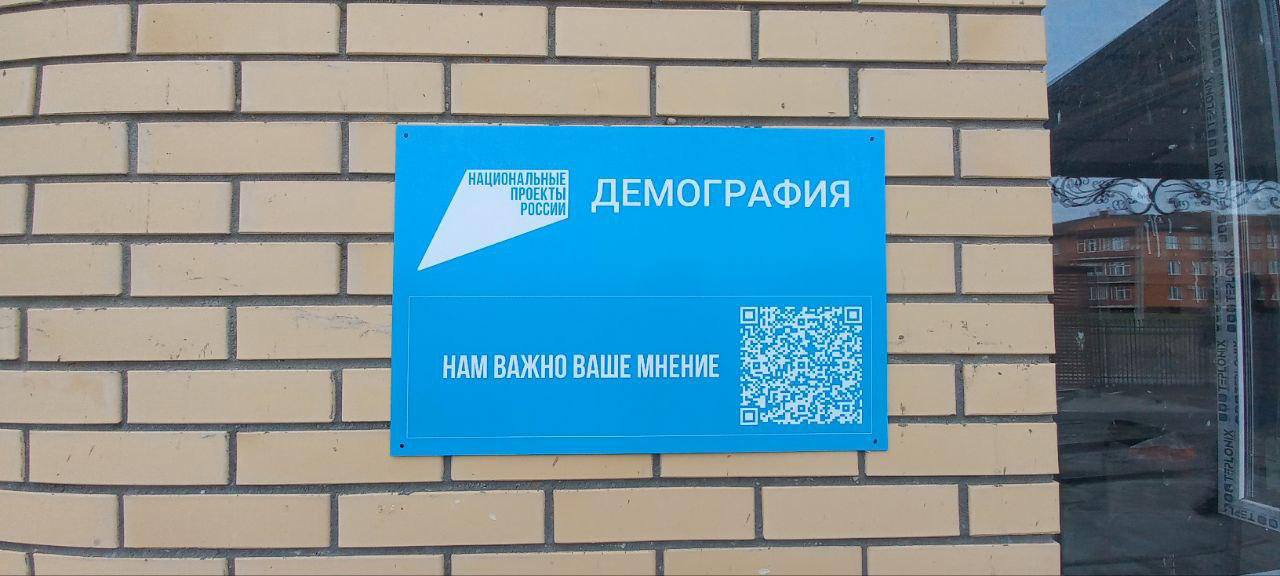 НАЦИОНАЛЬНЫЕ
ПРОЕКТЫ
РОССИИ
ДЕМОГРАФИЯ
НАМ ВАЖНО ВАШЕ МНЕНИЕ